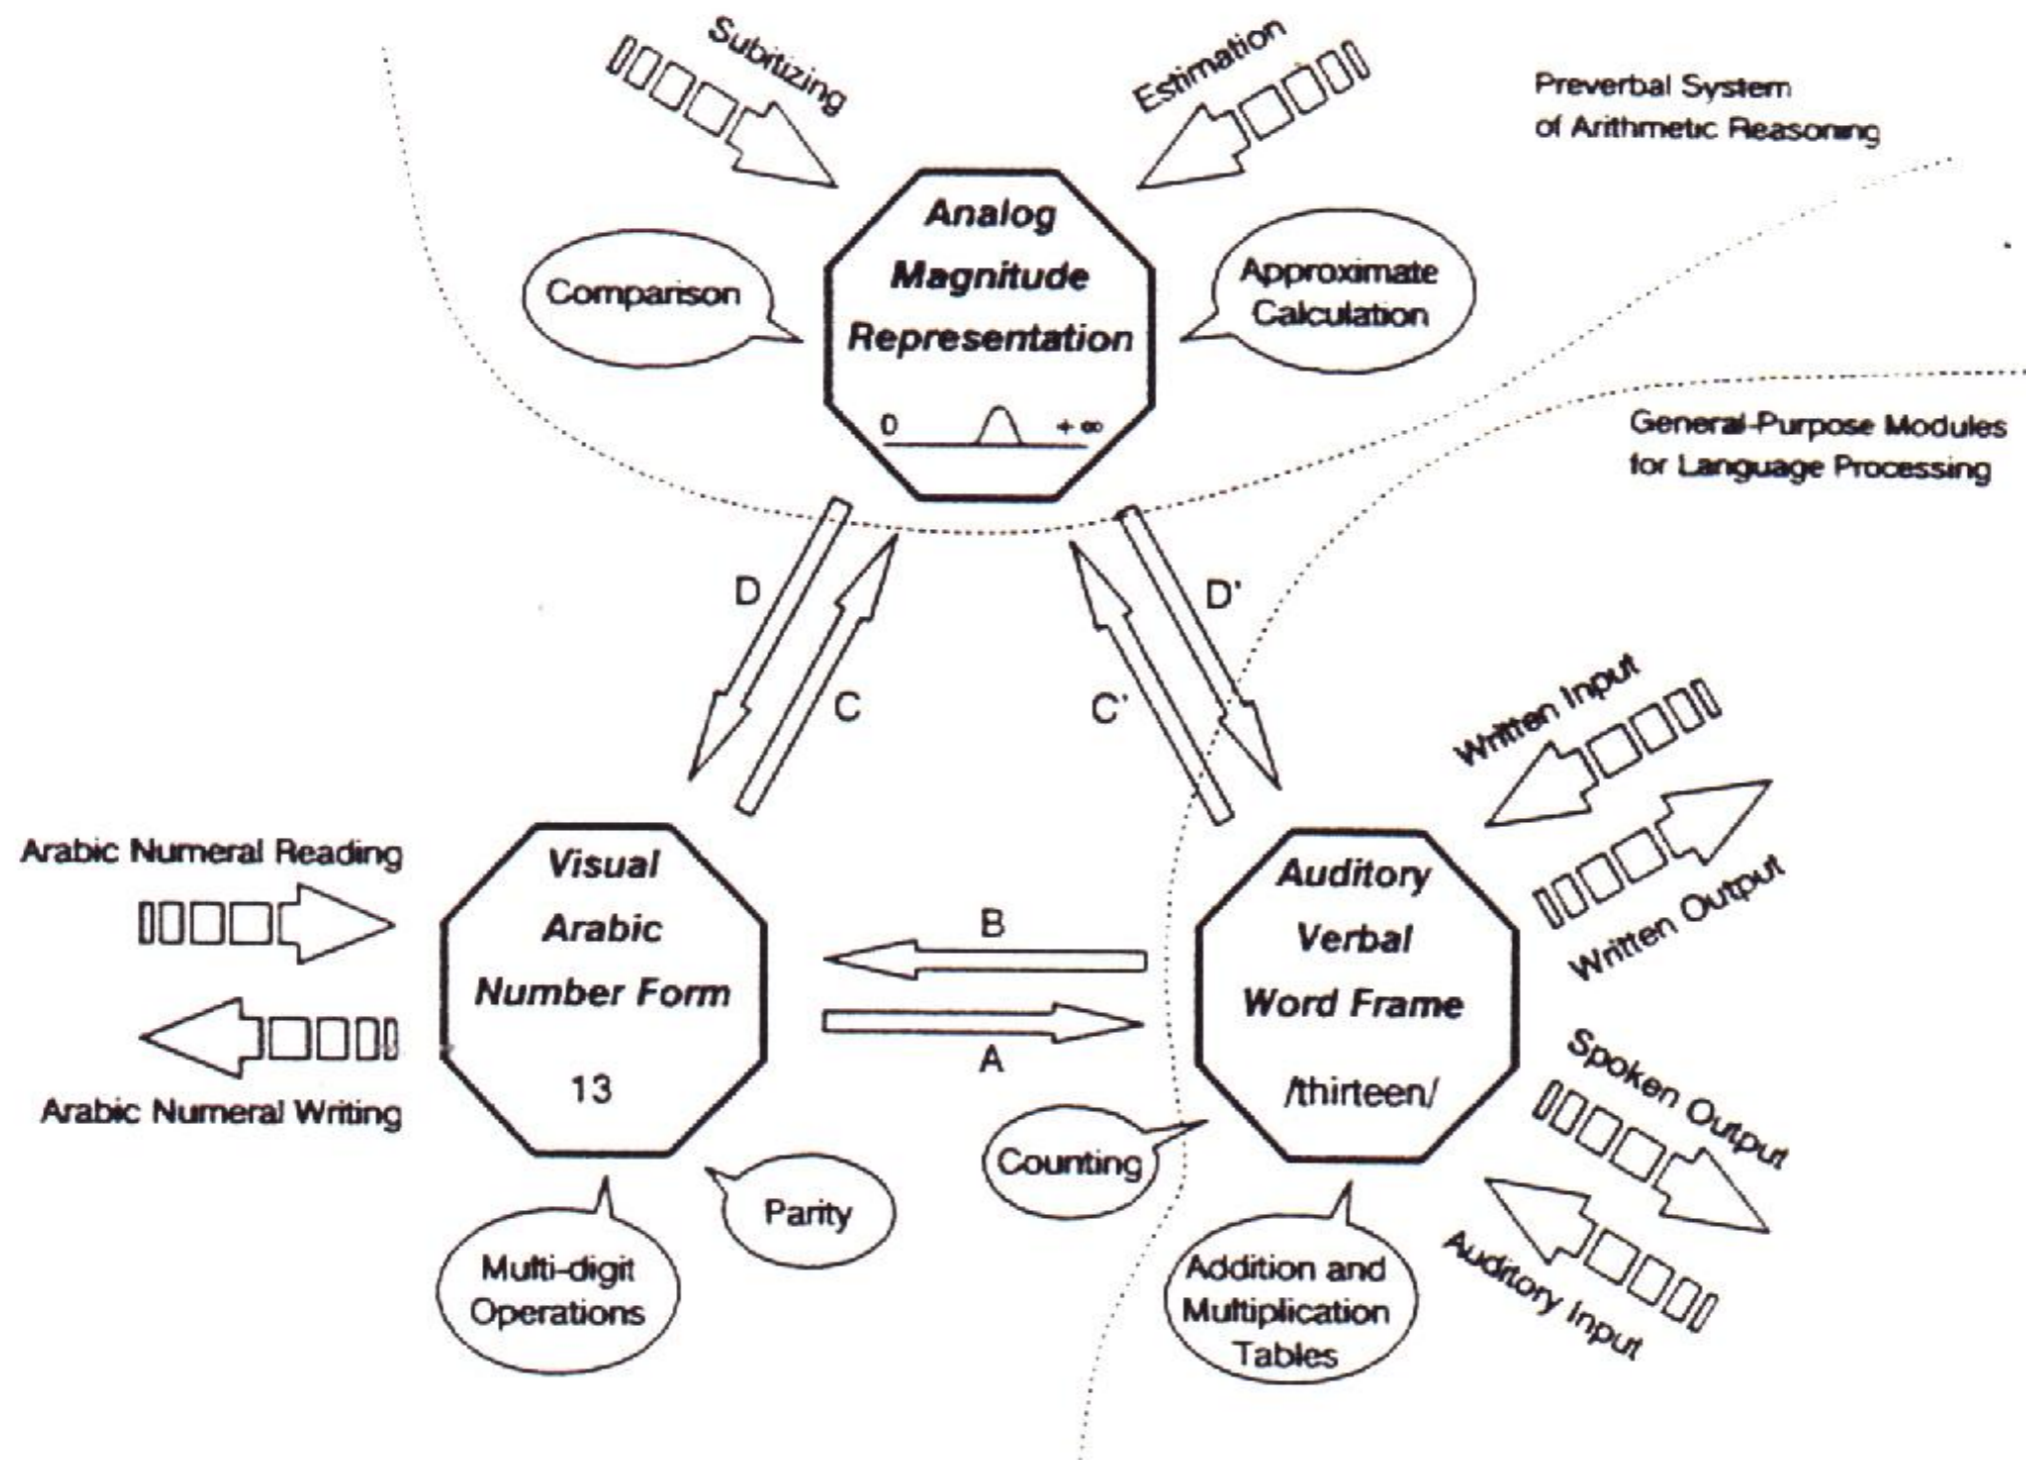 Subitizing
Estimation
Preverbal System
of Arithmetic Reasoning
Analog
Magnitude
Representation
0
+ ∞
Comparison
Approximate
Calculation
General-Purpose Modules
for Language Processing
D
C
D'
C'
Written Input
Written Output
Arabic Numeral Reading
Arabic Numeral Writing
Visual
Arabic
Number Form
13
B
A
Auditory
Verbal
Word Frame
/thirteen/
Spoken Output
Auditory Input
Counting
Parity
Multi-digit
Operations
Addition and
Multiplication
Tables